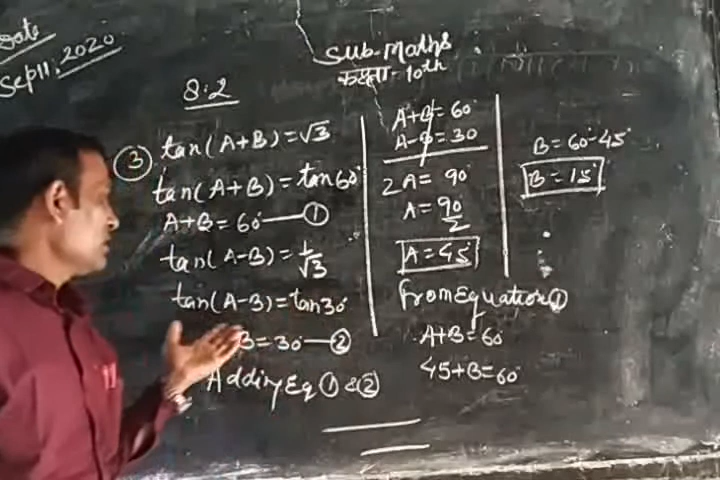 Date
Sep 11, 2020
Sub-Maths
कक्षा-10th
8:2
③ tan(A+B)=√3
tan(A+B)=tan60°
A+B=60°—①
tan(A-B)=1/√3
tan(A-B)=tan30°
B=30°—②
Adding Eq ① & ②
A+B=60°
A-B=30
2A=90°
A=90/2
A=45°
from Equation ①
A+B=60°
45+B=60°
B=60°-45°
B=15°